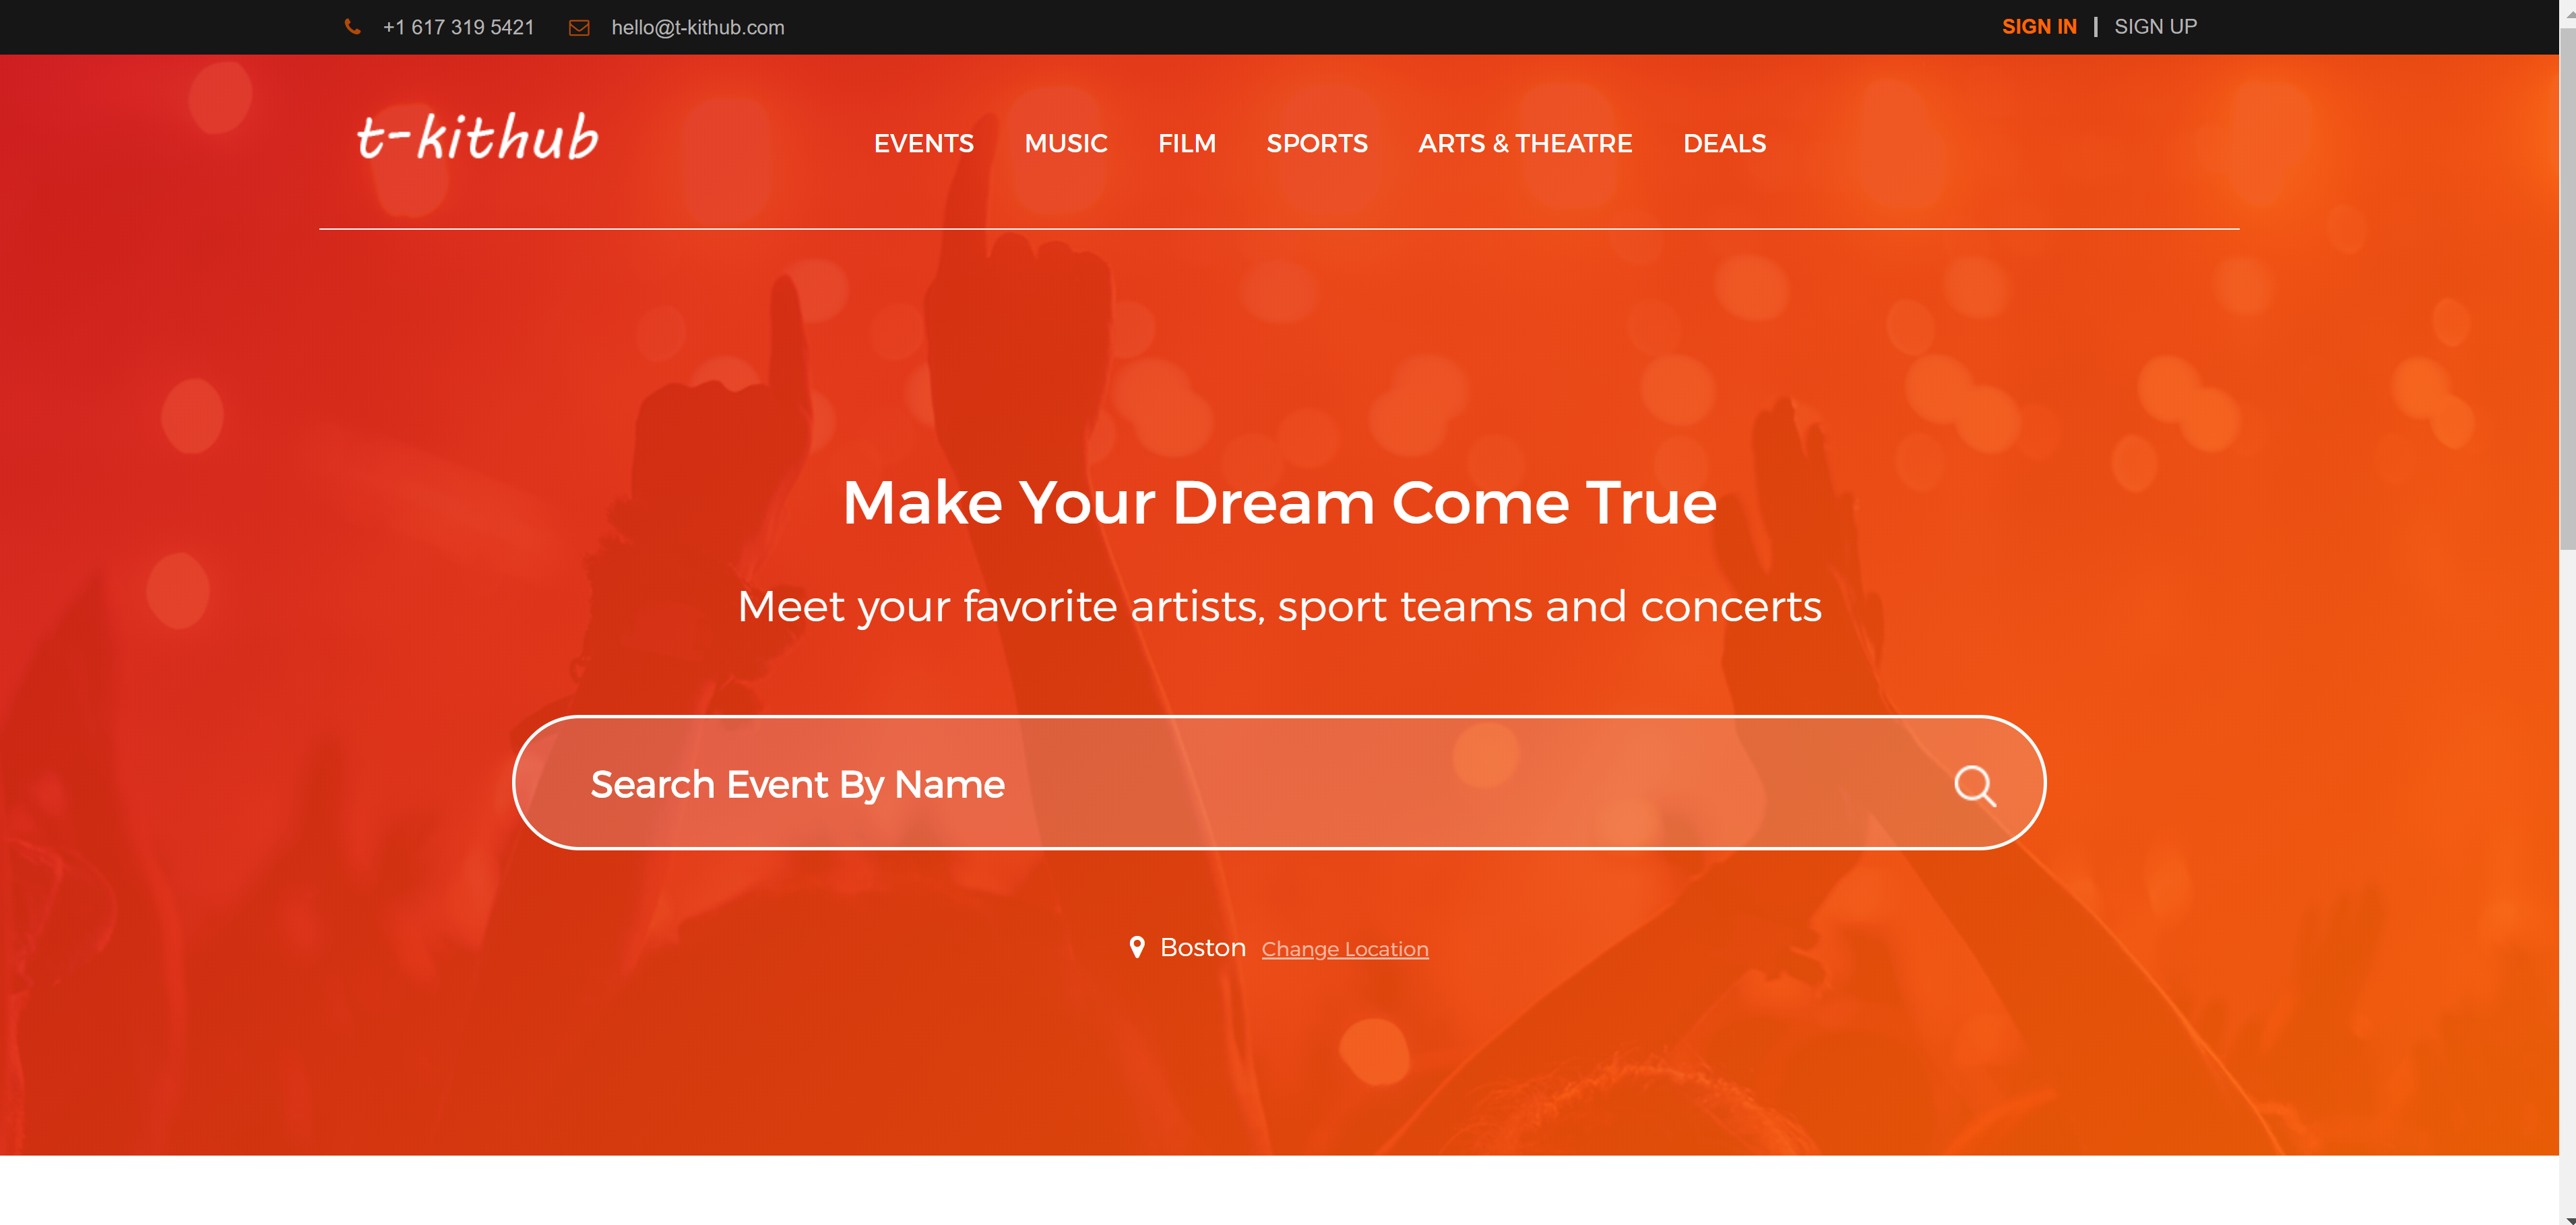 +1 617 319 5421 hello@t-kithub.com SIGN IN | SIGN UP
t-kithub EVENTS MUSIC FILM SPORTS ARTS & THEATRE DEALS
Make Your Dream Come True
Meet your favorite artists, sport teams and concerts
Search Event By Name
Boston Change Location